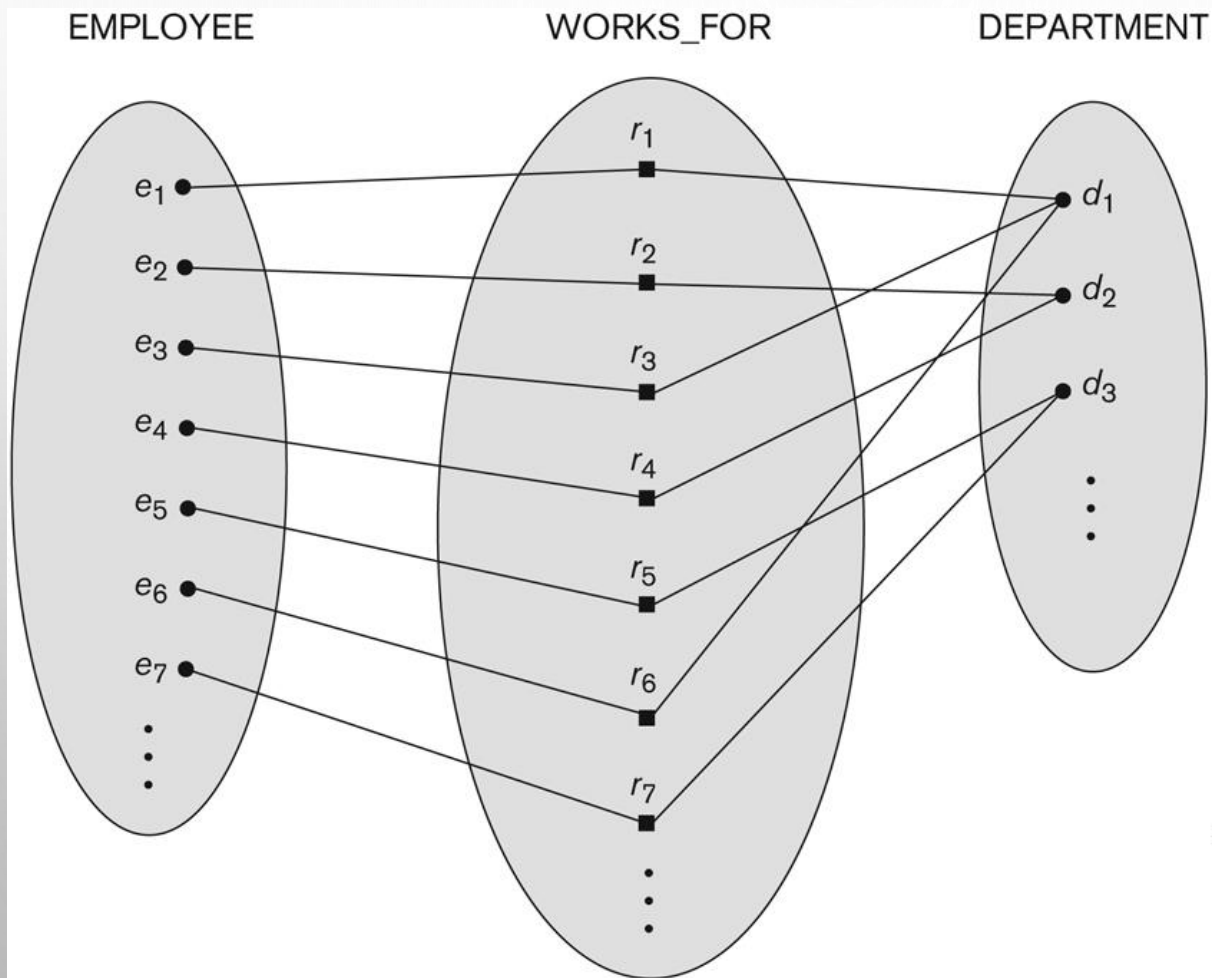 EMPLOYEE WORKS_FOR DEPARTMENT
r₁
e₁
d₁
r₂
e₂
d₂
e₃
r₃
d₃
e₄
r₄
e₅
r₅
e₆
r₆
e₇
r₇